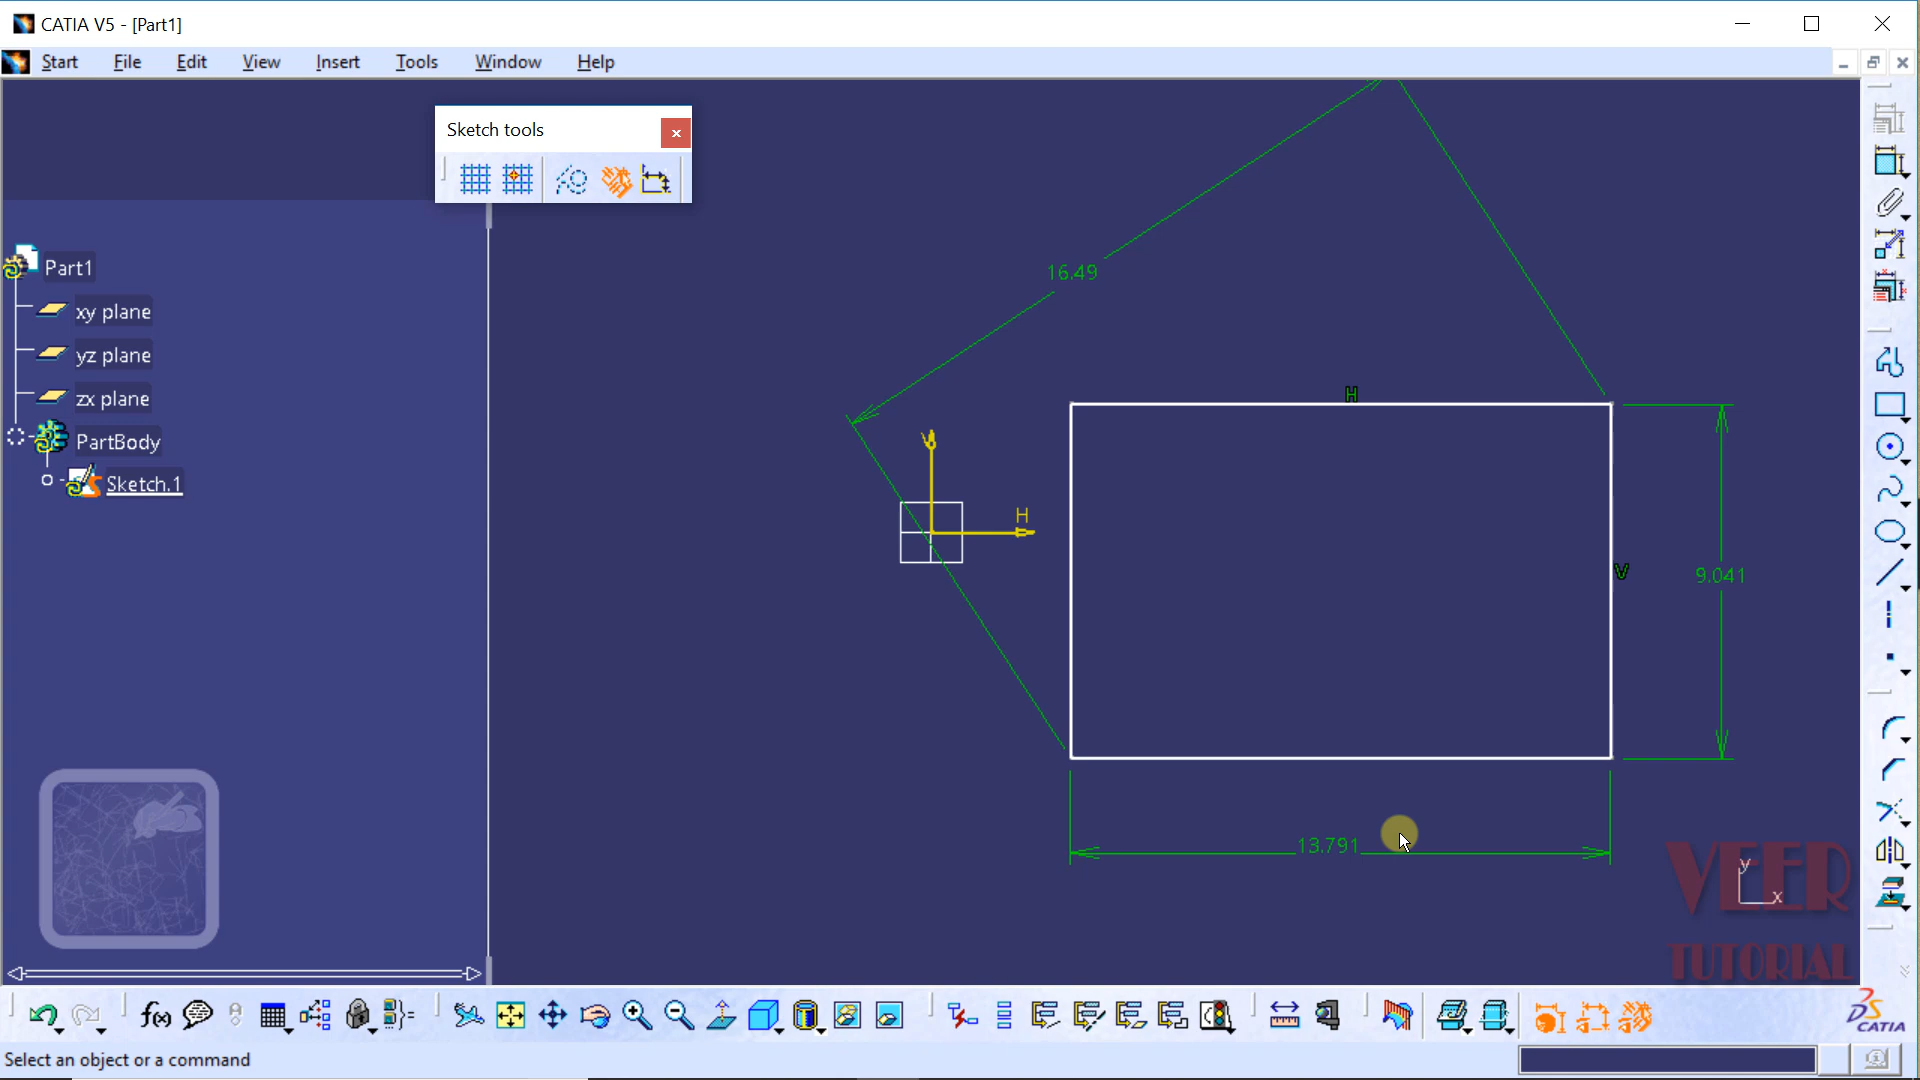 CATIA V5 - [Part1]
Start File Edit View Insert Tools Window Help
Sketch tools
16.49
Part1
xy plane
yz plane
zx plane
PartBody
Sketch.1
H
V
H
V
9.041
13.791
y
x
VEER
TUTORIAL
f(x)
CATIA
Select an object or a command